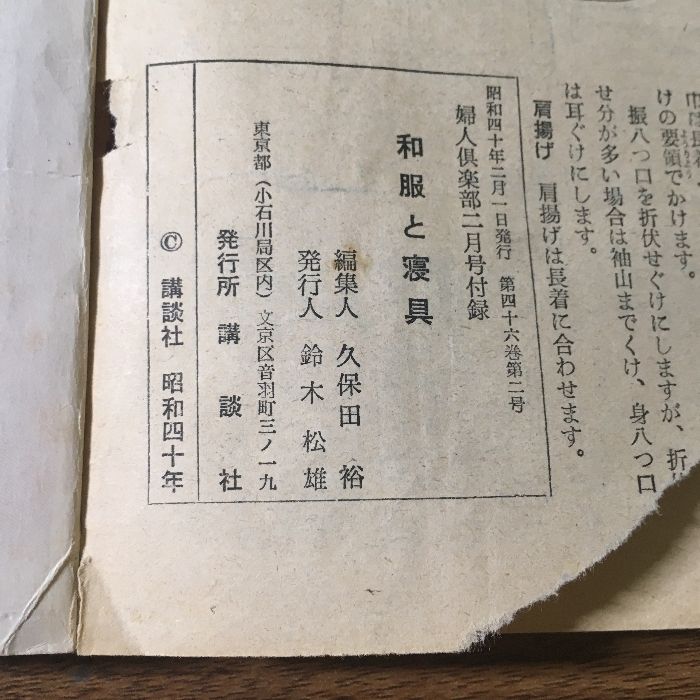 けの要領でかけます。
振八つ口を折伏せぐけにしますが、折
せ分が多い場合は袖山までくけ、身八つ口
は耳ぐけにします。
肩揚げ　肩揚げは長着に合わせます。
昭和四十年二月一日発行　第四十六巻第二号
婦人倶楽部二月号付録
和服と寝具
編集人　久保田　裕
発行人　鈴木松雄
東京都（小石川局区内）文京区音羽町三ノ一九
発行所　講談社
© 講談社　昭和四十年